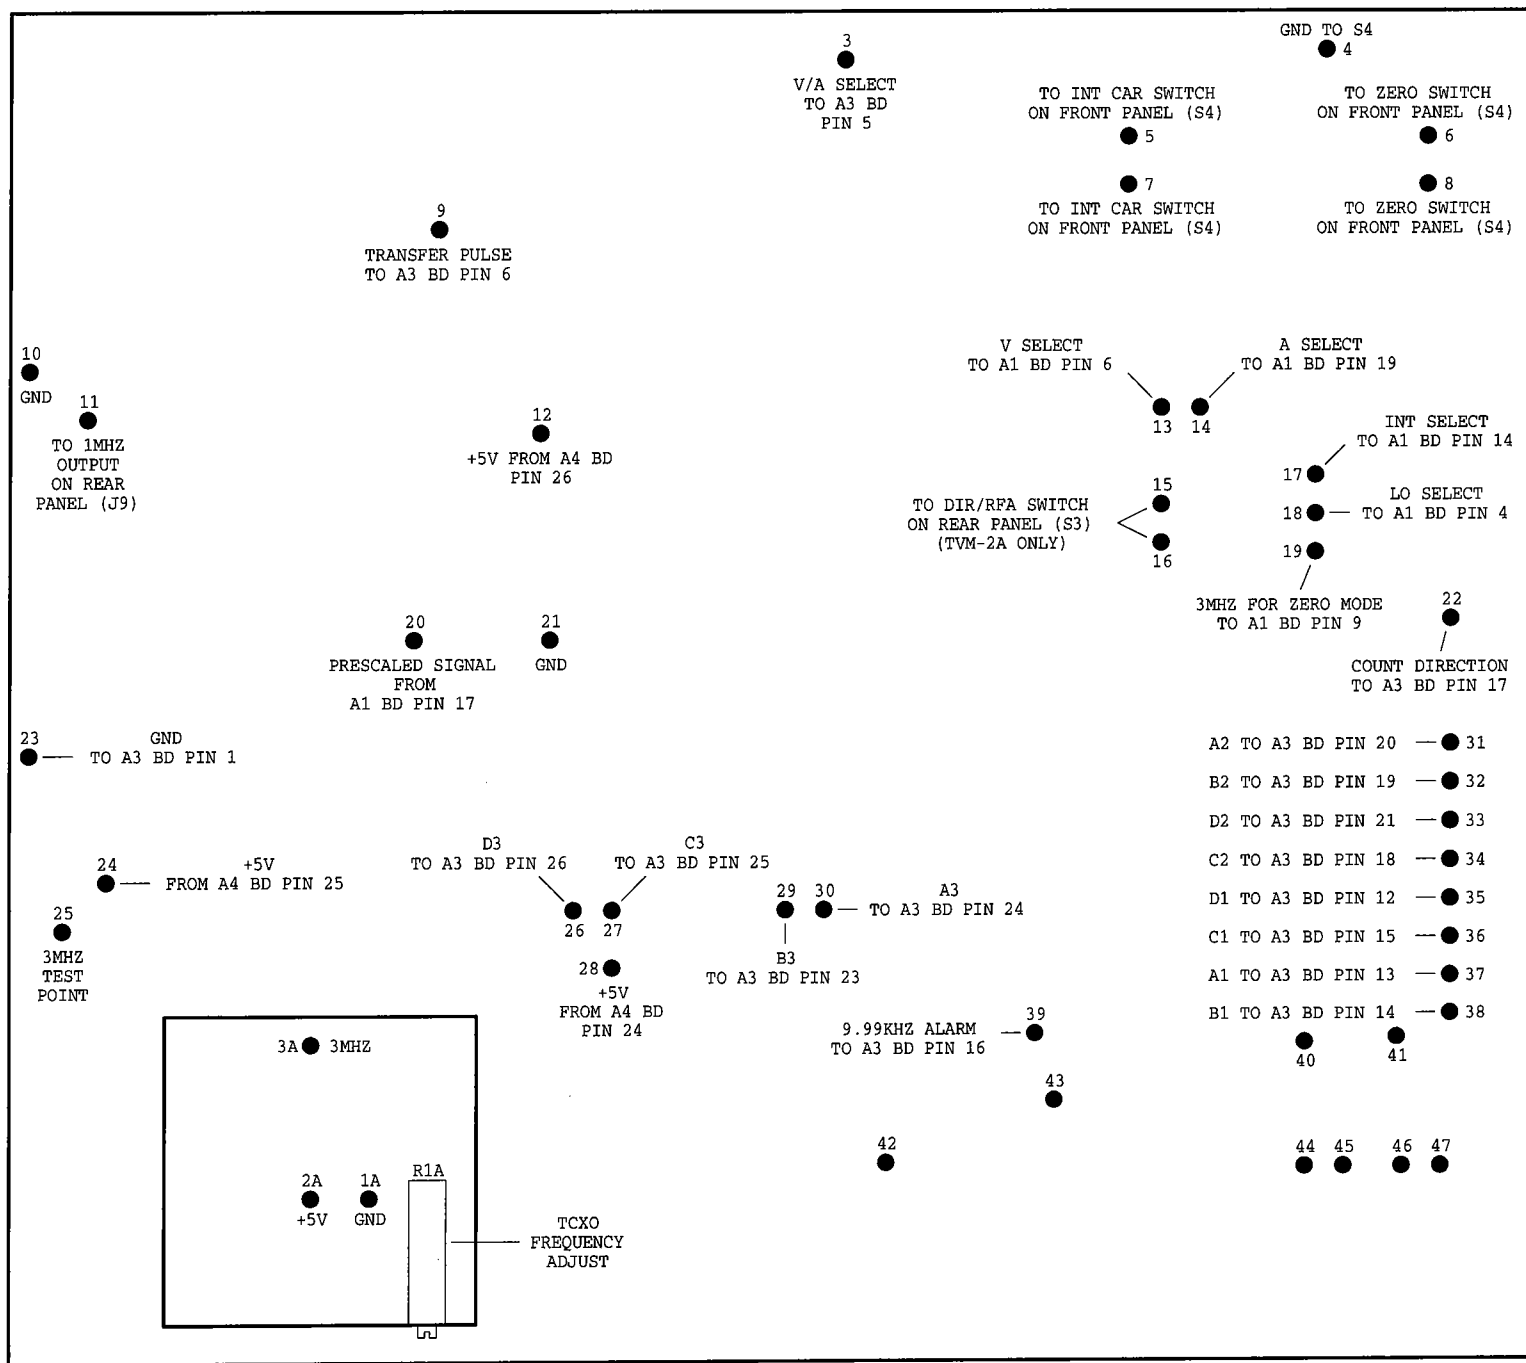 GND TO S4
4
3
V/A SELECT
TO A3 BD
PIN 5
TO INT CAR SWITCH
ON FRONT PANEL (S4)
5
TO ZERO SWITCH
ON FRONT PANEL (S4)
6
7
TO INT CAR SWITCH
ON FRONT PANEL (S4)
8
TO ZERO SWITCH
ON FRONT PANEL (S4)
9
TRANSFER PULSE
TO A3 BD PIN 6
10
GND
11
TO 1MHZ
OUTPUT
ON REAR
PANEL (J9)
12
+5V FROM A4 BD
PIN 26
V SELECT
TO A1 BD PIN 6
13
A SELECT
TO A1 BD PIN 19
14
INT SELECT
TO A1 BD PIN 14
17
15
TO DIR/RFA SWITCH
ON REAR PANEL (S3)
(TVM-2A ONLY)
16
LO SELECT
18
TO A1 BD PIN 4
19
3MHZ FOR ZERO MODE
TO A1 BD PIN 9
22
COUNT DIRECTION
TO A3 BD PIN 17
20
PRESCALED SIGNAL
FROM
A1 BD PIN 17
21
GND
23
GND
TO A3 BD PIN 1
A2 TO A3 BD PIN 20 31
B2 TO A3 BD PIN 19 32
D2 TO A3 BD PIN 21 33
C2 TO A3 BD PIN 18 34
D1 TO A3 BD PIN 12 35
C1 TO A3 BD PIN 15 36
A1 TO A3 BD PIN 13 37
B1 TO A3 BD PIN 14 38
24
+5V
FROM A4 BD PIN 25
25
3MHZ
TEST
POINT
D3
TO A3 BD PIN 26
26
C3
TO A3 BD PIN 25
27
28
+5V
FROM A4 BD
PIN 24
29
B3
TO A3 BD PIN 23
30
A3
TO A3 BD PIN 24
39
9.99KHZ ALARM
TO A3 BD PIN 16
40
41
43
42
44 45 46 47
3A 3MHZ
2A
+5V
1A
GND
R1A
TCXO
FREQUENCY
ADJUST